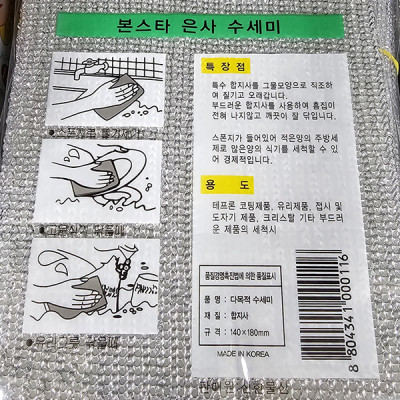 본스타 은사 수세미
특 장 점
특수 합지사를 그물모양으로 직조하
여 질기고 오래갑니다.
부드러운 합지사를 사용하여 흠집이
전혀 나지않고 깨끗이 잘 닦입니다.
스폰지가 들어있어 적은양의 주방세
제로 많은양의 식기를 세척할 수 있
어 경제적입니다.
용 도
테프론 코팅제품, 유리제품, 접시 및
도자기 제품, 크리스탈 기타 부드러
운 제품의 세척시
품질경영촉진법에 의한 품질표시
품 명 : 다목적 수세미
재 질 : 합지사
규 격 : 140×180mm
MADE IN KOREA
8 804341 000116